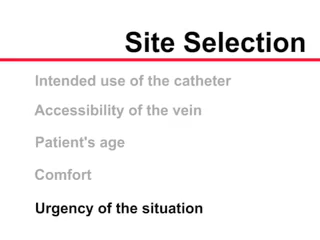 Site Selection
Intended use of the catheter
Accessibility of the vein
Patient's age
Comfort
Urgency of the situation